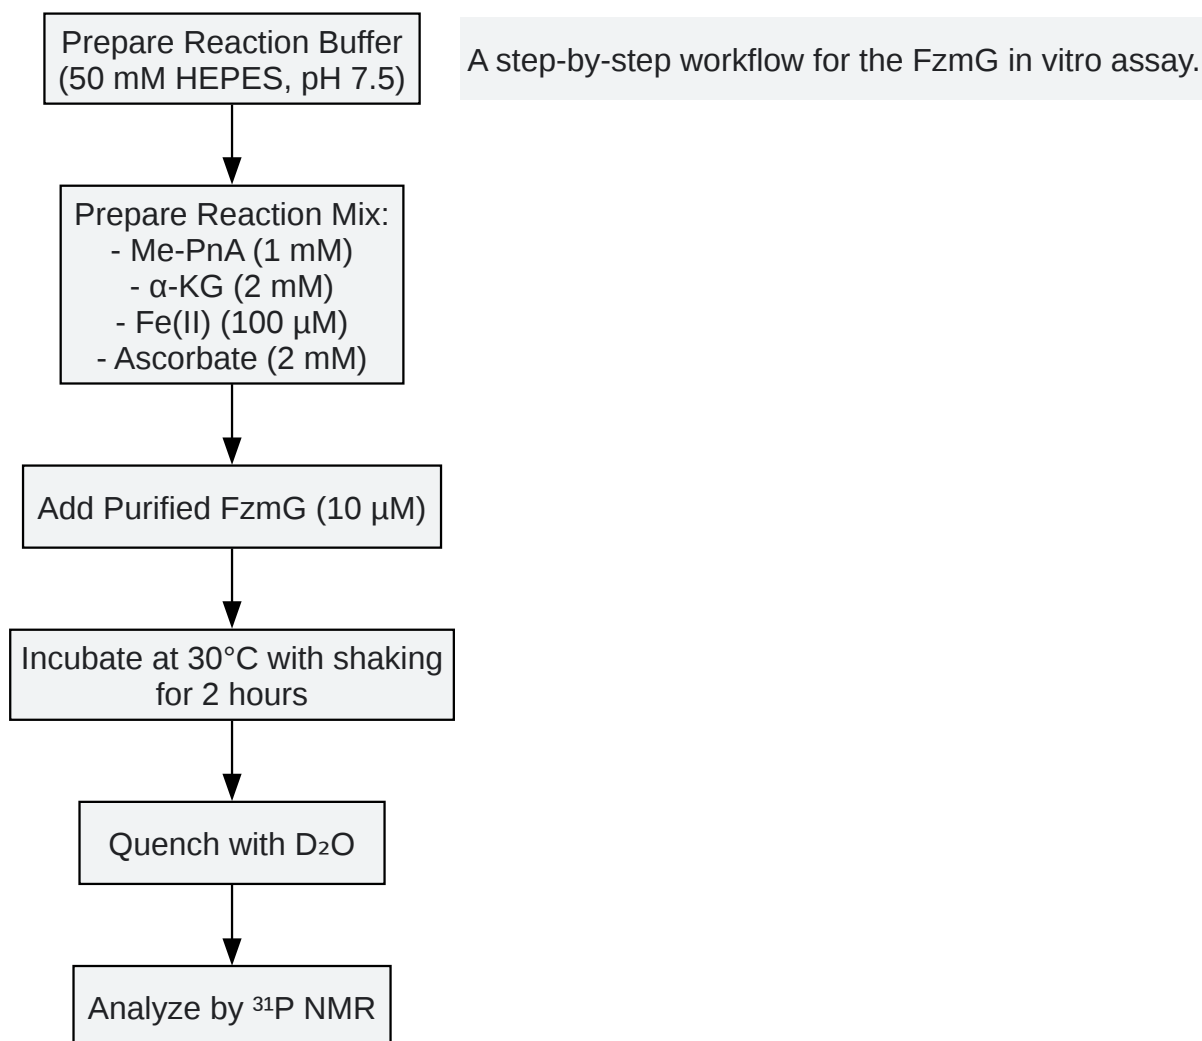 Prepare Reaction Buffer
(50 mM HEPES, pH 7.5)
A step-by-step workflow for the FzmG in vitro assay.
Prepare Reaction Mix:
- Me-PnA (1 mM)
- α-KG (2 mM)
- Fe(II) (100 µM)
- Ascorbate (2 mM)
Add Purified FzmG (10 µM)
Incubate at 30°C with shaking
for 2 hours
Quench with D₂O
Analyze by ³¹P NMR